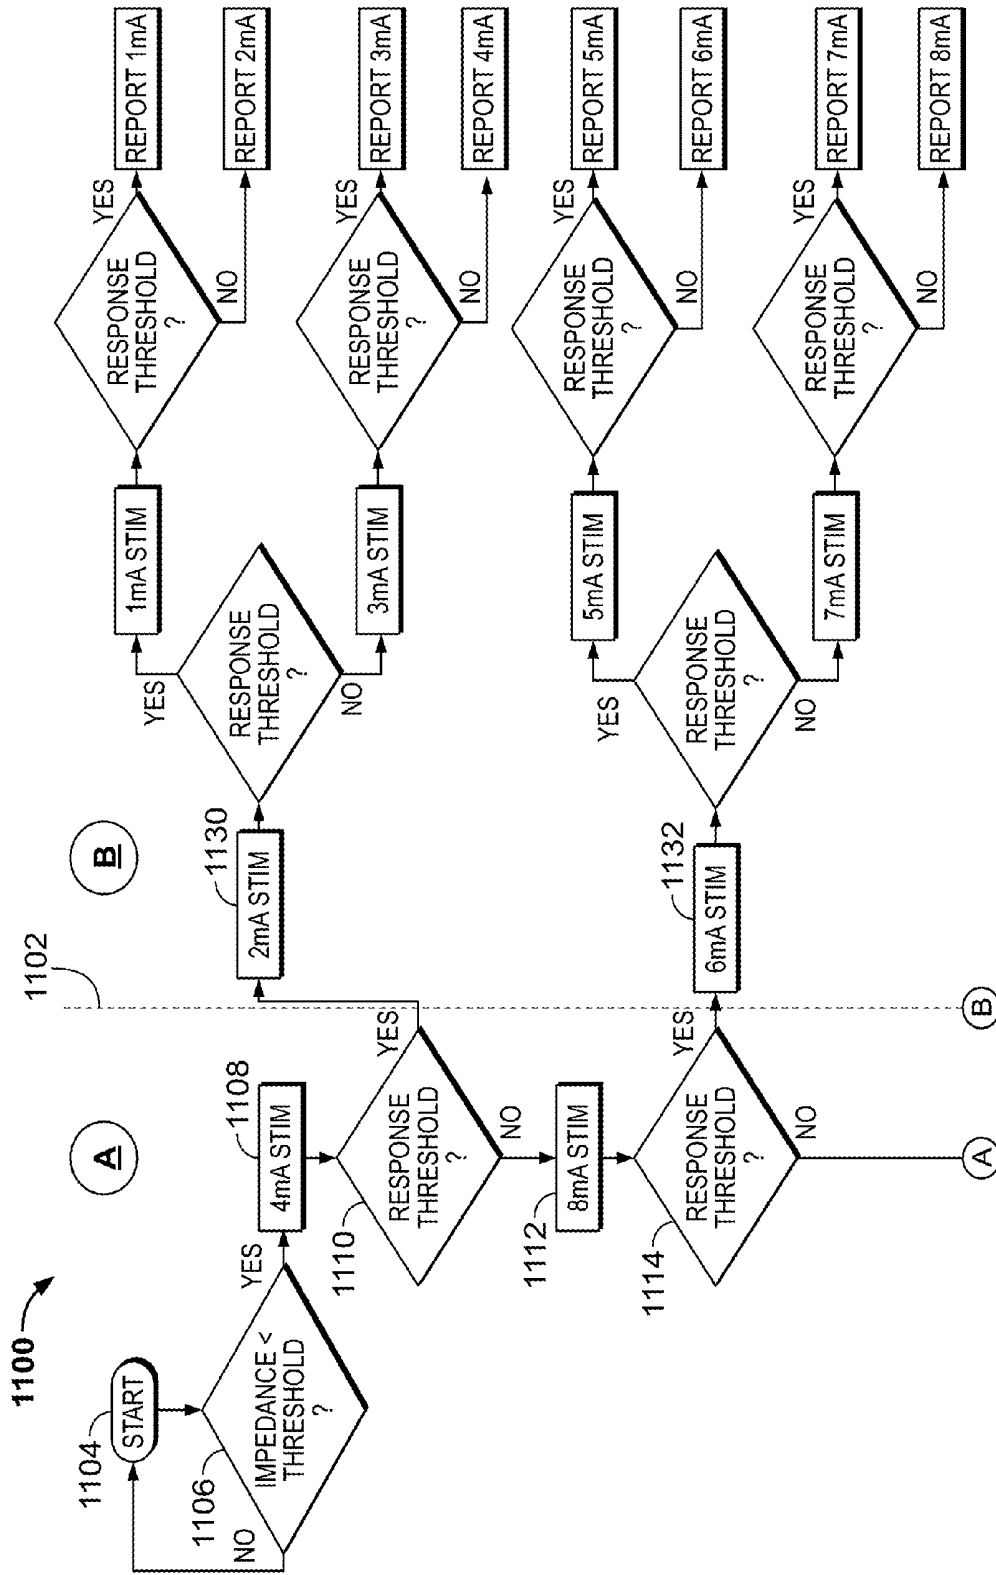 1100
1104
START
1106
IMPEDANCE <
THRESHOLD
?
NO
YES
A
1108
4mA STIM
1110
RESPONSE
THRESHOLD
?
YES
NO
1112
8mA STIM
1114
RESPONSE
THRESHOLD
?
YES
NO
A
1102
B
B
1130
2mA STIM
RESPONSE
THRESHOLD
?
YES
NO
1mA STIM
RESPONSE
THRESHOLD
?
YES
REPORT 1mA
NO
REPORT 2mA
3mA STIM
RESPONSE
THRESHOLD
?
YES
REPORT 3mA
NO
REPORT 4mA
1132
6mA STIM
RESPONSE
THRESHOLD
?
YES
NO
5mA STIM
RESPONSE
THRESHOLD
?
YES
REPORT 5mA
NO
REPORT 6mA
7mA STIM
RESPONSE
THRESHOLD
?
YES
REPORT 7mA
NO
REPORT 8mA